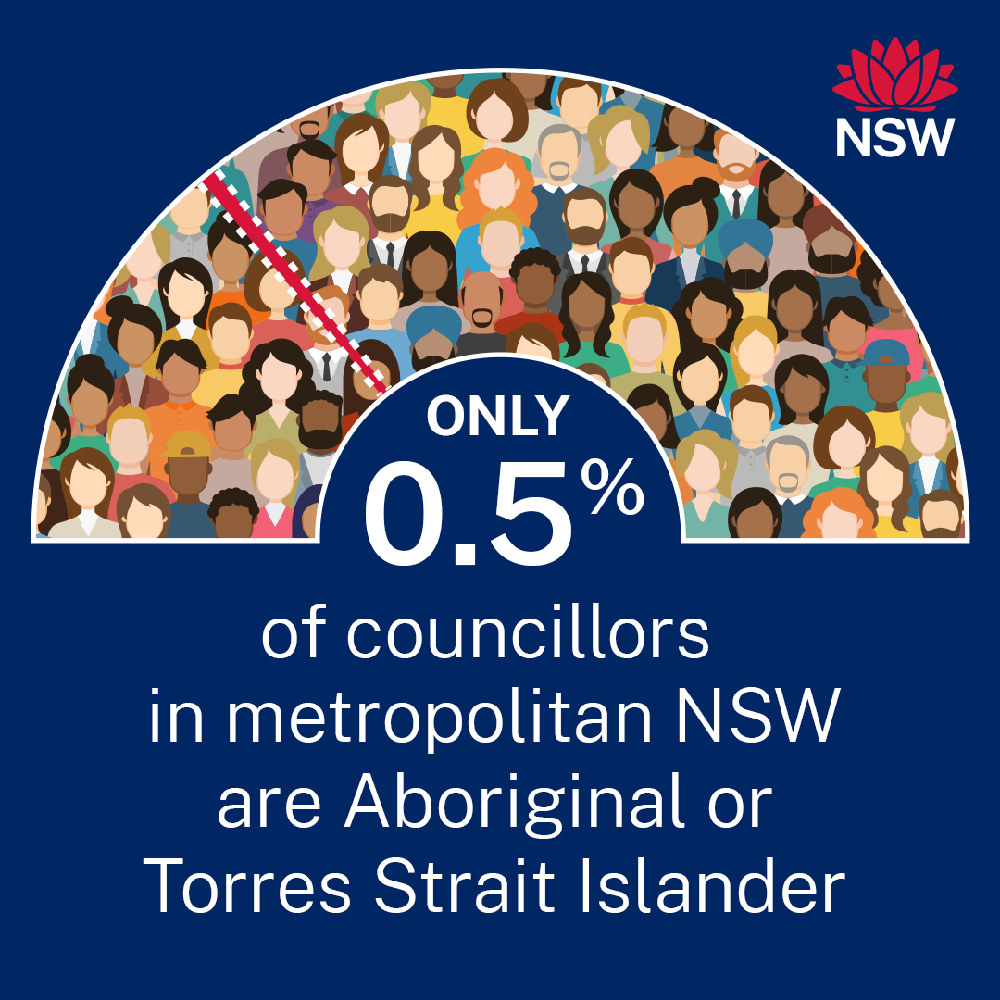 NSW
ONLY
0.5%
of councillors
in metropolitan NSW
are Aboriginal or
Torres Strait Islander